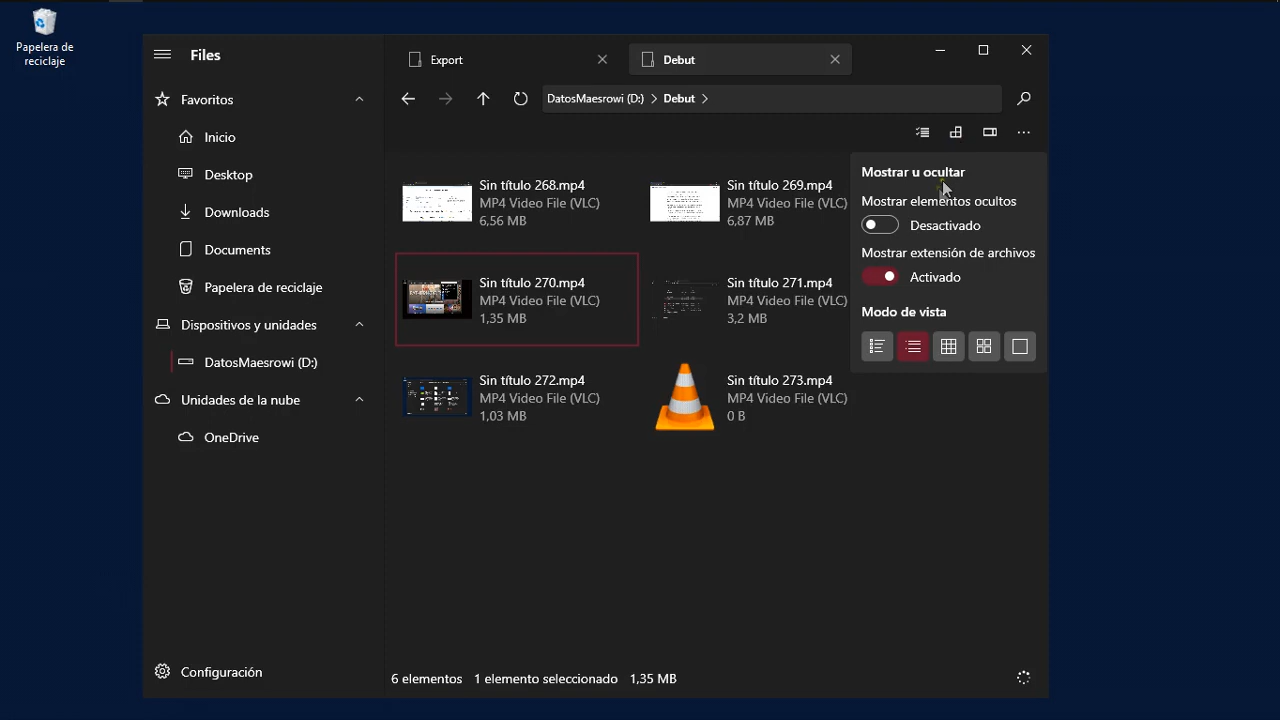 Papelera de
reciclaje
Files
Export
Debut
Favoritos
Inicio
Desktop
Downloads
Documents
Papelera de reciclaje
Dispositivos y unidades
DatosMaesrowi (D:)
Unidades de la nube
OneDrive
Configuración
DatosMaesrowi (D:) > Debut >
Sin título 268.mp4
MP4 Video File (VLC)
6,56 MB
Sin título 269.mp4
MP4 Video File (VLC)
6,87 MB
Sin título 270.mp4
MP4 Video File (VLC)
1,35 MB
Sin título 271.mp4
MP4 Video File (VLC)
3,2 MB
Sin título 272.mp4
MP4 Video File (VLC)
1,03 MB
Sin título 273.mp4
MP4 Video File (VLC)
0 B
Mostrar u ocultar
Mostrar elementos ocultos
Desactivado
Mostrar extensión de archivos
Activado
Modo de vista
6 elementos 1 elemento seleccionado 1,35 MB